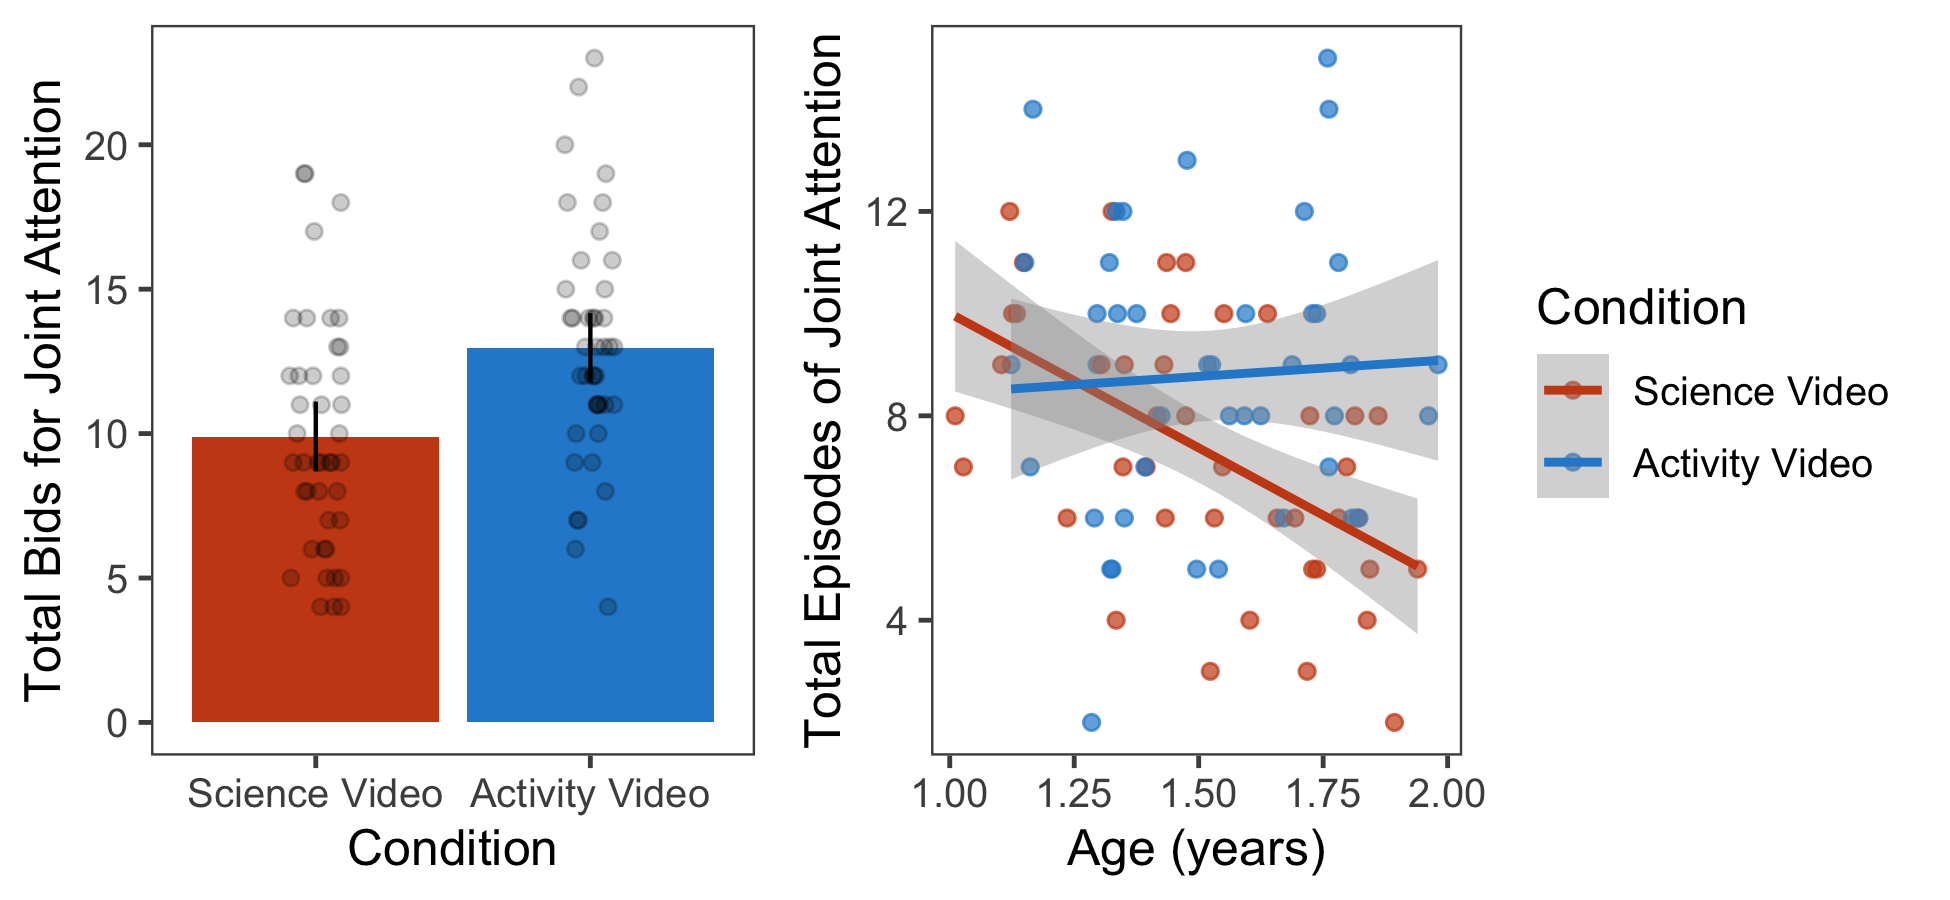 Total Bids for Joint Attention
20
15
10
5
0
Science Video
Activity Video
Condition
Total Episodes of Joint Attention
12
8
4
1.00
1.25
1.50
1.75
2.00
Age (years)
Condition
Science Video
Activity Video